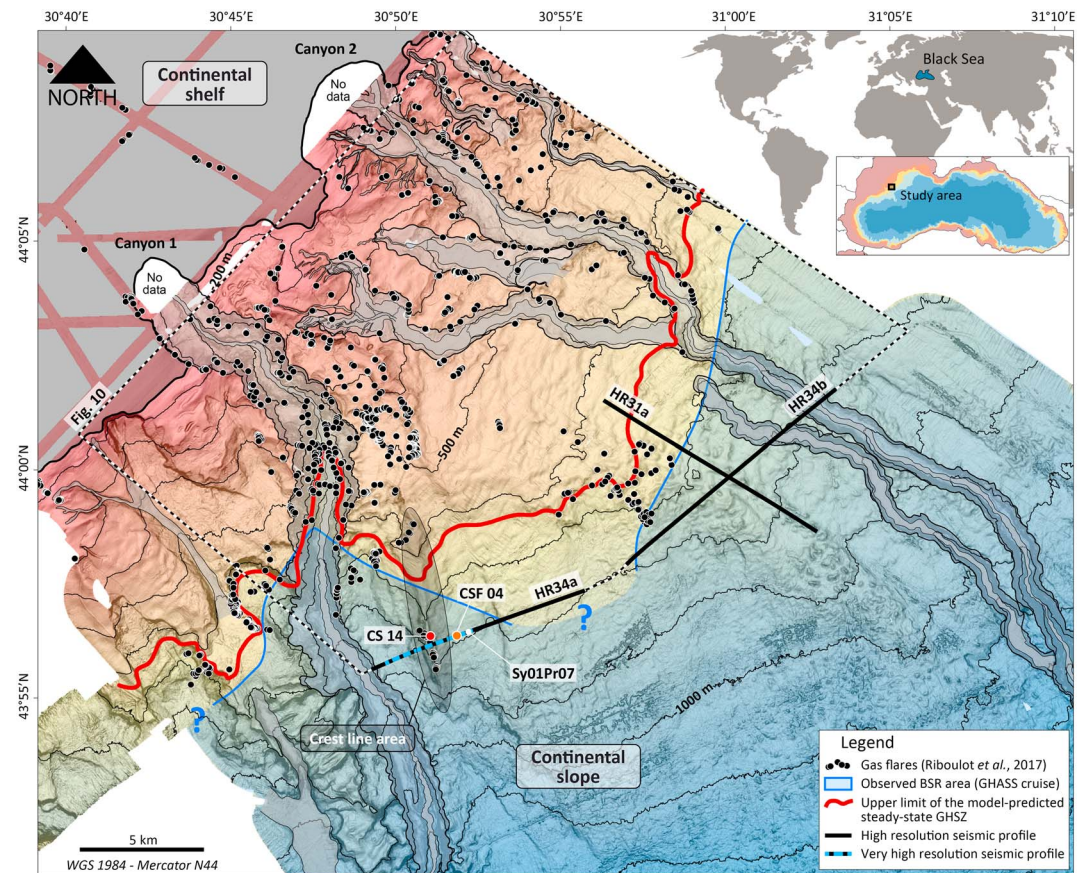 30°40'E
30°45'E
30°50'E
30°55'E
31°00'E
31°05'E
31°10'E
Canyon 2
Continental
shelf
NORTH
No
data
Black Sea
Study area
44°05'N
Canyon 1
No
data
200 m
Fig. 10
HR31a
HR34b
500 m
44°00'N
HR34a
CSF 04
CS 14
?
Sy01Pr07
43°55'N
?
1000 m
Crest line area
Continental
slope
Legend
Gas flares (Riboulot et al., 2017)
Observed BSR area (GHASS cruise)
Upper limit of the model-predicted
steady-state GHSZ
High resolution seismic profile
Very high resolution seismic profile
5 km
WGS 1984 - Mercator N44